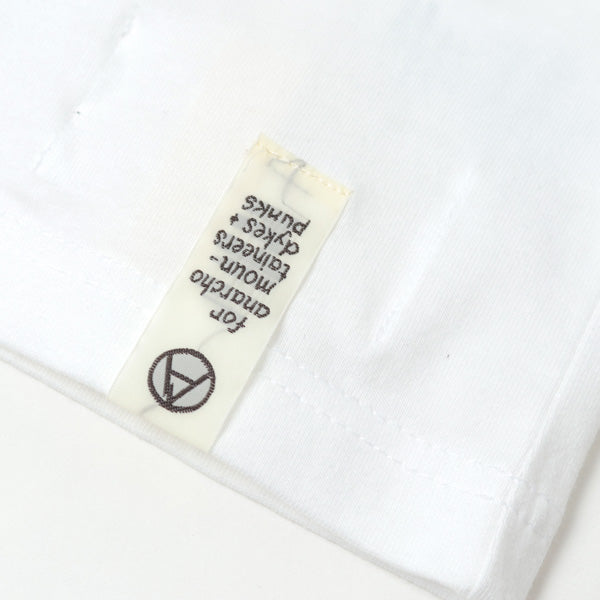 for
anarcho
moun-
taineers
dykes +
punks